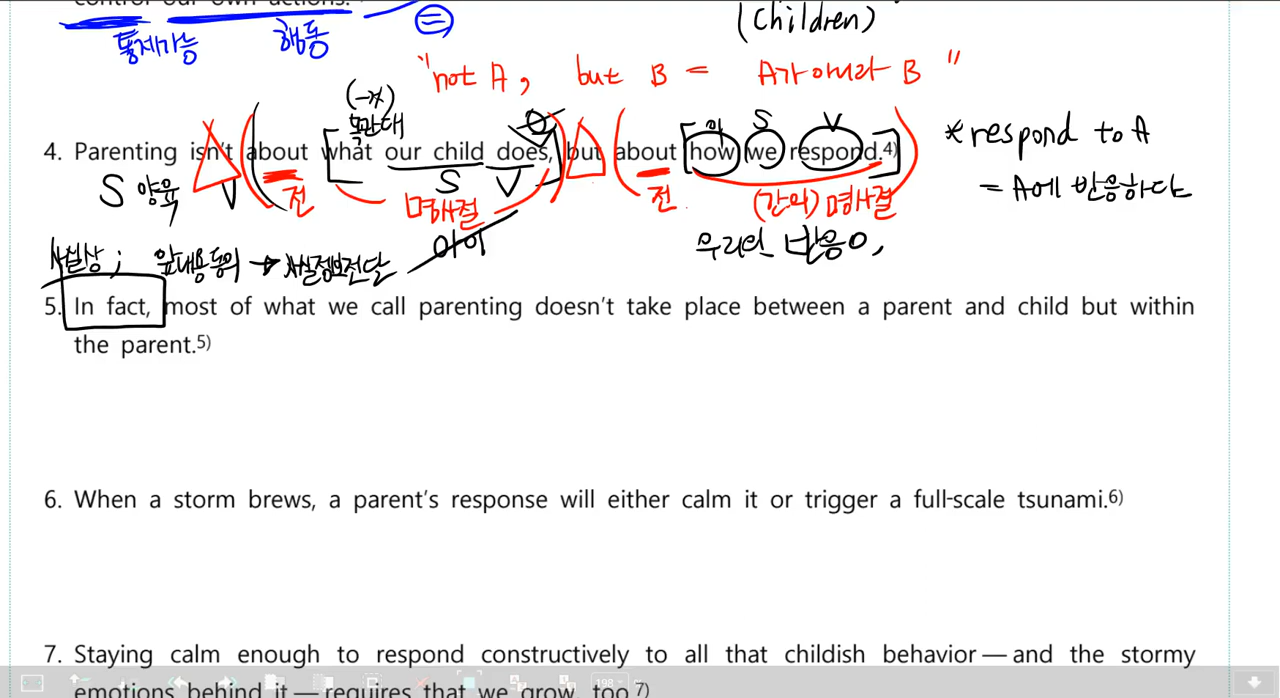 control our own actions.
통제가능 행동
(children)
"not A, but B = A가 아니라 B"
(-것)
목관대
의 S V
4. Parenting isn't about what our child does, but about how we respond.4)
*respond to A
= A에 반응하다
S 양육 V 전 명사절 S V 전 (간의) 명사절
아이
우리의 반응O,
사실상; 앞내용동의 → 사실정보전달
5. In fact, most of what we call parenting doesn't take place between a parent and child but within
the parent.5)
6. When a storm brews, a parent's response will either calm it or trigger a full-scale tsunami.6)
7. Staying calm enough to respond constructively to all that childish behavior — and the stormy
emotions behind it — requires that we grow, too.7)
198